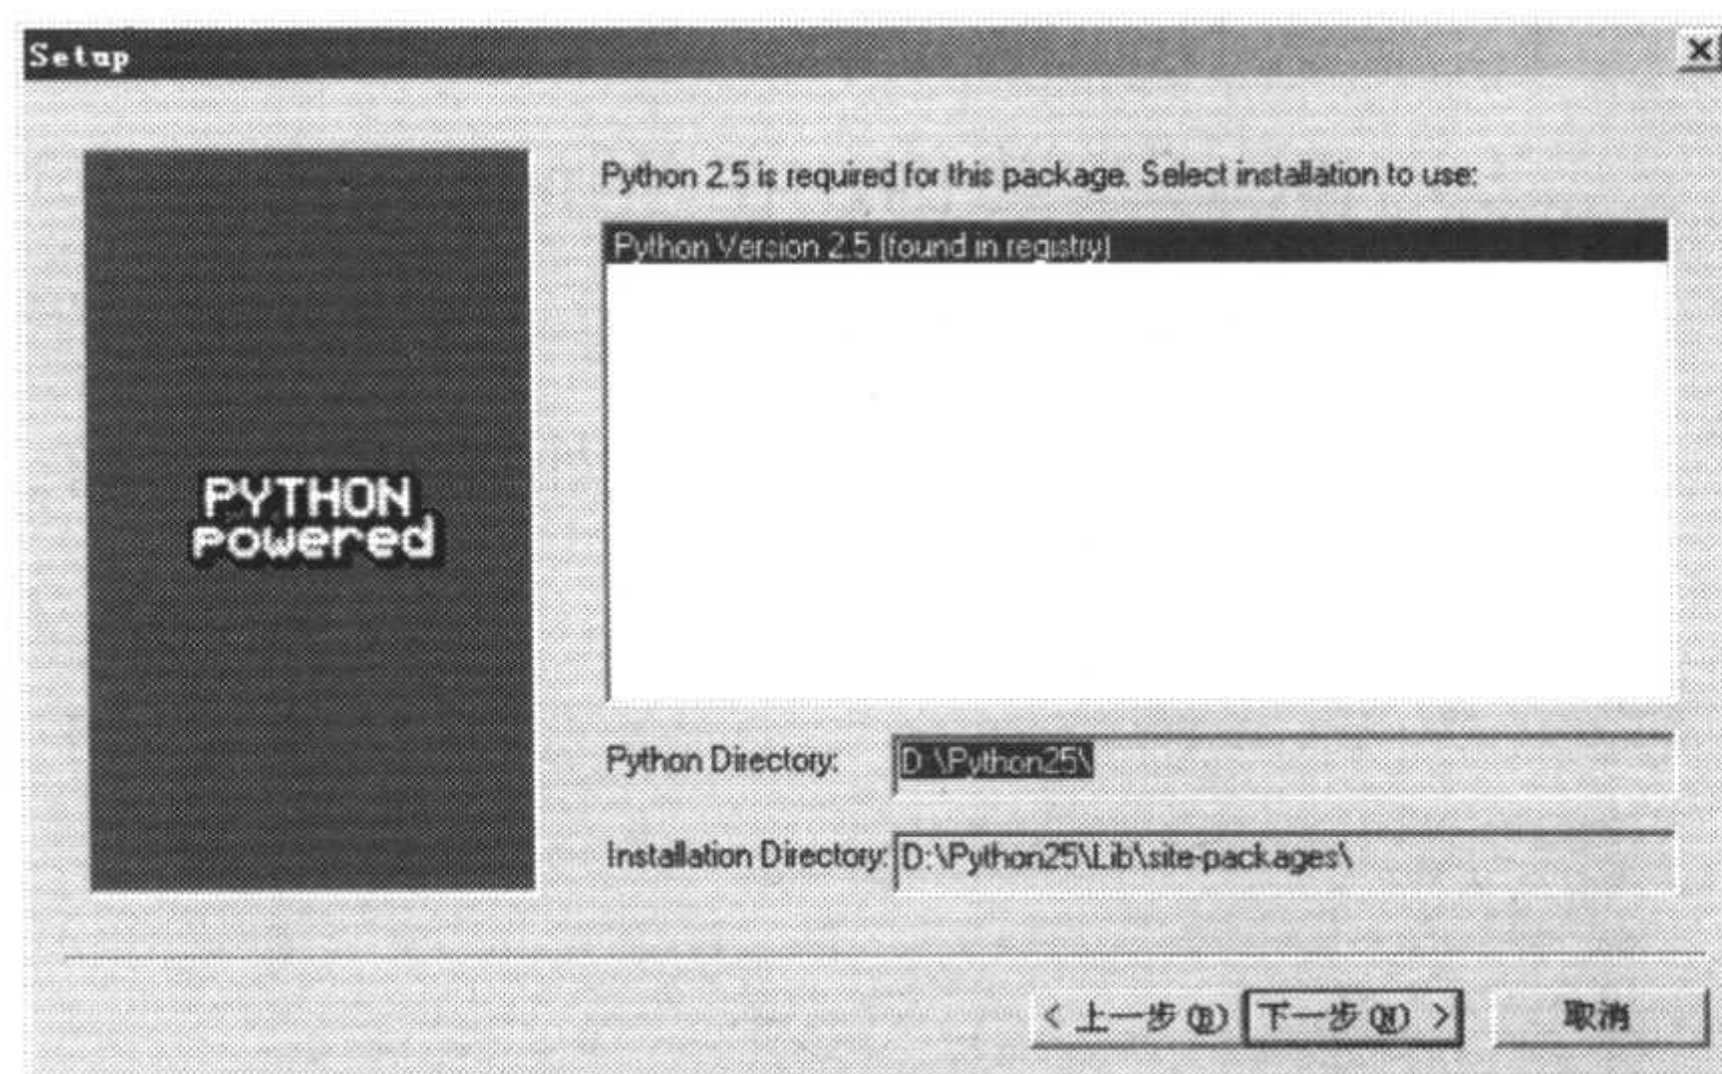 Setup
Python 2.5 is required for this package. Select installation to use:
Python Version 2.5 (found in registry)
PYTHON
powered
Python Directory: D:\Python25\
Installation Directory: D:\Python25\Lib\site-packages\
< 上一步(B) 下一步(N) > 取消